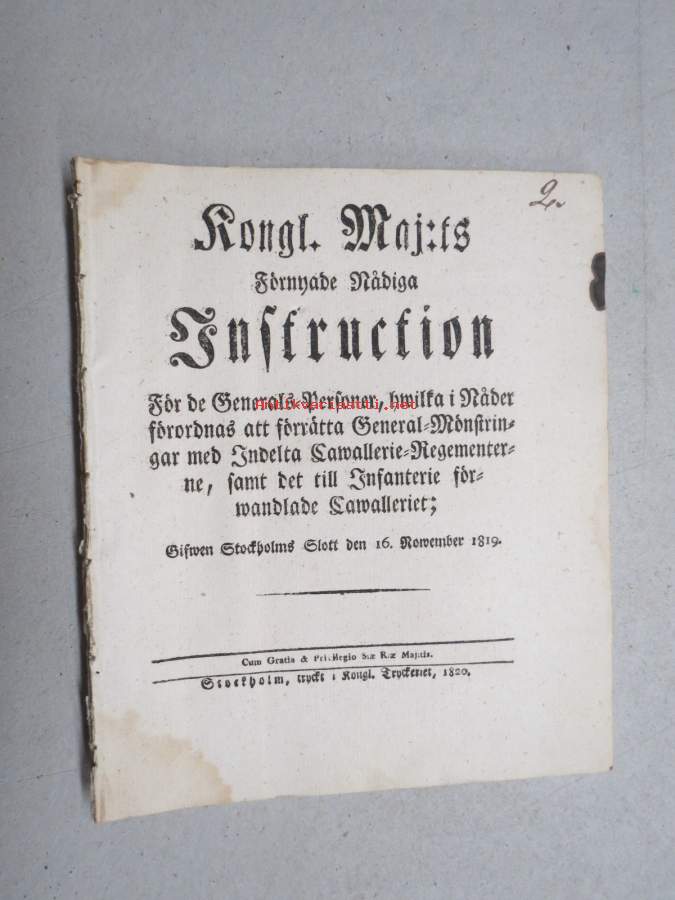 2.
Kongl. Maj:ts
Förnyade Nådiga
Instruction
För de Generals-Personer, hwilka i Nåder
förordnas att förrätta General-Mönstrin-
gar med Indelta Cawallerie-Regementer-
ne, samt det till Infanterie för-
wandlade Cawalleriet;
Gifwen Stockholms Slott den 16. November 1819.
Cum Gratia & Privilegio S:æ R:æ Maj:tis.
Stockholm, tryckt i Kongl. Tryckeriet, 1820.
Antikvariaatti.net